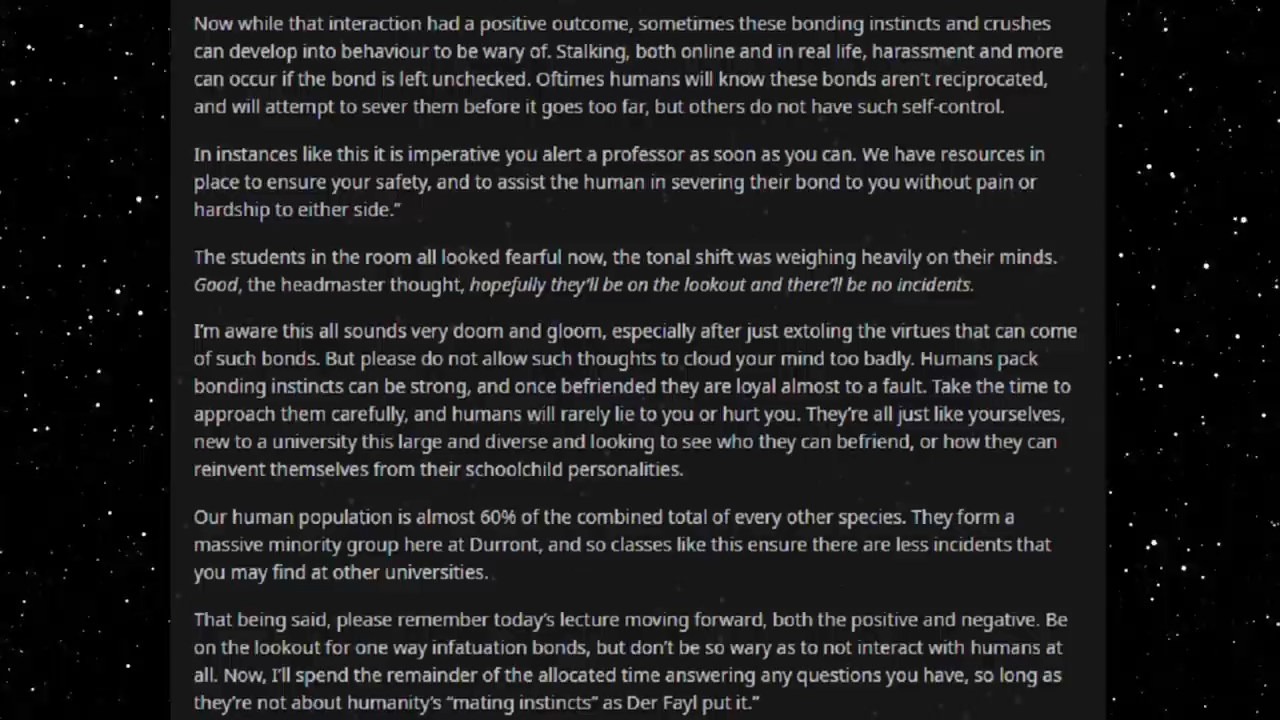 Now while that interaction had a positive outcome, sometimes these bonding instincts and crushes
can develop into behaviour to be wary of. Stalking, both online and in real life, harassment and more
can occur if the bond is left unchecked. Oftimes humans will know these bonds aren't reciprocated,
and will attempt to sever them before it goes too far, but others do not have such self-control.
In instances like this it is imperative you alert a professor as soon as you can. We have resources in
place to ensure your safety, and to assist the human in severing their bond to you without pain or
hardship to either side.”
The students in the room all looked fearful now, the tonal shift was weighing heavily on their minds.
Good, the headmaster thought, hopefully they'll be on the lookout and there'll be no incidents.
I'm aware this all sounds very doom and gloom, especially after just extoling the virtues that can come
of such bonds. But please do not allow such thoughts to cloud your mind too badly. Humans pack
bonding instincts can be strong, and once befriended they are loyal almost to a fault. Take the time to
approach them carefully, and humans will rarely lie to you or hurt you. They're all just like yourselves,
new to a university this large and diverse and looking to see who they can befriend, or how they can
reinvent themselves from their schoolchild personalities.
Our human population is almost 60% of the combined total of every other species. They form a
massive minority group here at Durront, and so classes like this ensure there are less incidents that
you may find at other universities.
That being said, please remember today's lecture moving forward, both the positive and negative. Be
on the lookout for one way infatuation bonds, but don't be so wary as to not interact with humans at
all. Now, I'll spend the remainder of the allocated time answering any questions you have, so long as
they're not about humanity's “mating instincts” as Der Fayl put it.”